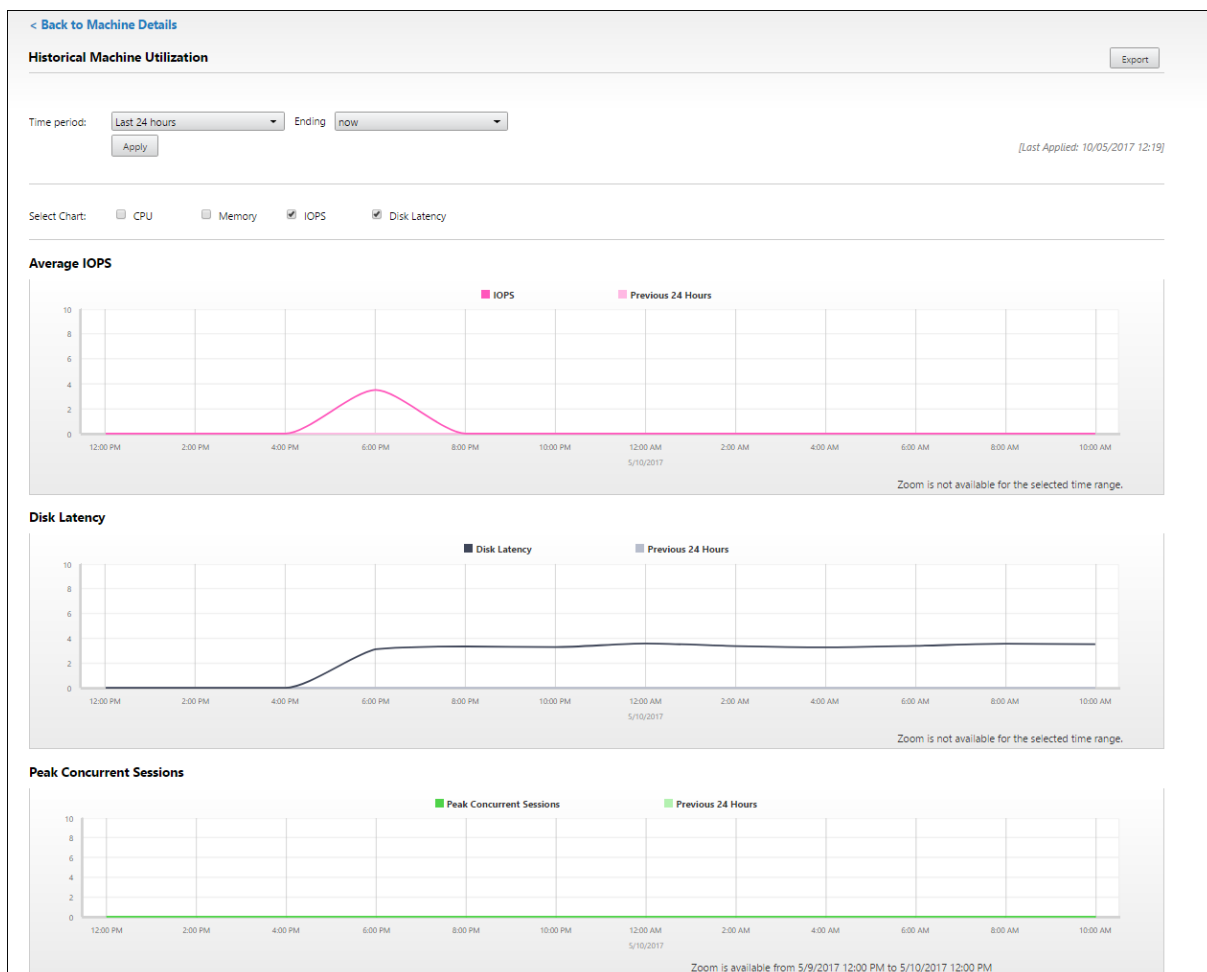 < Back to Machine Details
Historical Machine Utilization
Export
Time period: Last 24 hours Ending now
Apply
[Last Applied: 10/05/2017 12:19]
Select Chart: CPU Memory IOPS Disk Latency
Average IOPS
IOPS Previous 24 Hours
10
8
6
4
2
0
12:00 PM 2:00 PM 4:00 PM 6:00 PM 8:00 PM 10:00 PM 12:00 AM 2:00 AM 4:00 AM 6:00 AM 8:00 AM 10:00 AM
5/10/2017
Zoom is not available for the selected time range.
Disk Latency
Disk Latency Previous 24 Hours
10
8
6
4
2
0
12:00 PM 2:00 PM 4:00 PM 6:00 PM 8:00 PM 10:00 PM 12:00 AM 2:00 AM 4:00 AM 6:00 AM 8:00 AM 10:00 AM
5/10/2017
Zoom is not available for the selected time range.
Peak Concurrent Sessions
Peak Concurrent Sessions Previous 24 Hours
10
8
6
4
2
0
12:00 PM 2:00 PM 4:00 PM 6:00 PM 8:00 PM 10:00 PM 12:00 AM 2:00 AM 4:00 AM 6:00 AM 8:00 AM 10:00 AM
5/10/2017
Zoom is available from 5/9/2017 12:00 PM to 5/10/2017 12:00 PM